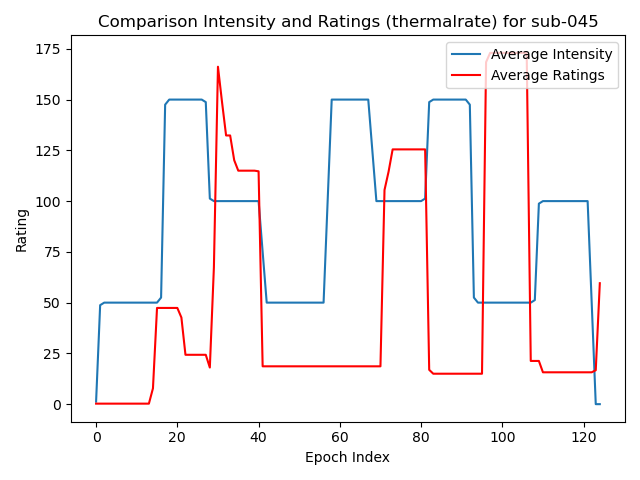 Comparison Intensity and Ratings (thermalrate) for sub-045
Average Intensity
Average Ratings
Rating
175
150
125
100
75
50
25
0
0 20 40 60 80 100 120
Epoch Index